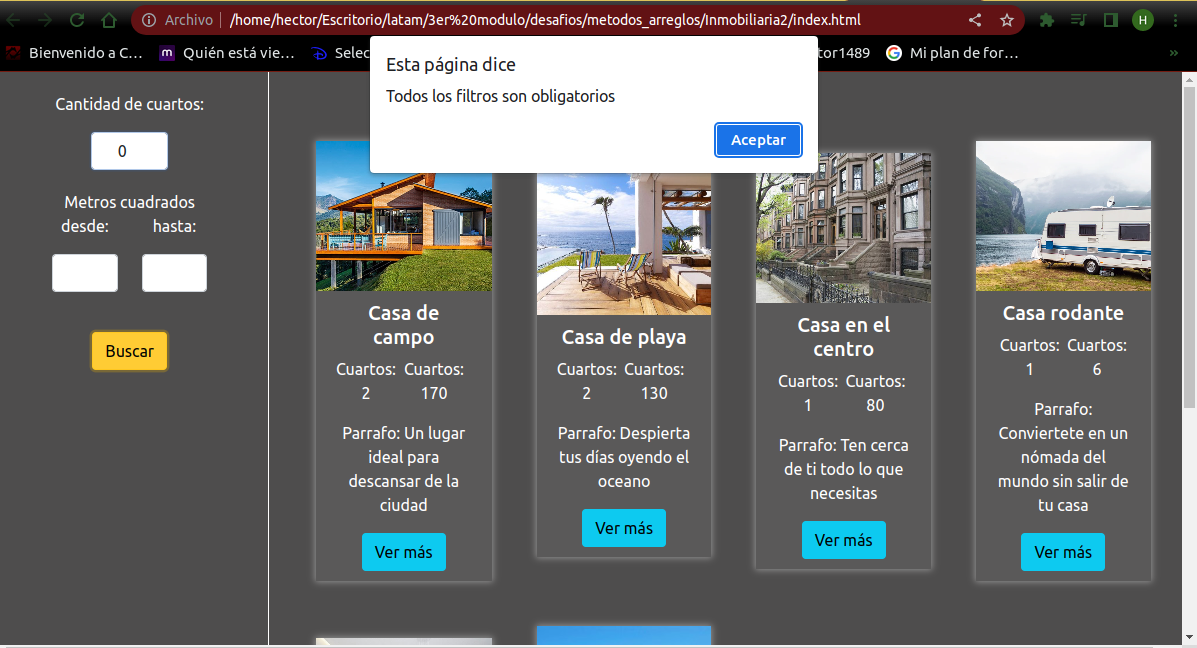 Archivo
/home/hector/Escritorio/latam/3er%20modulo/desafios/metodos_arreglos/Inmobiliaria2/index.html
H
Bienvenido a C…
m
Quién está vie…
Selec
tor1489
G
Mi plan de for…
»
Esta página dice
Todos los filtros son obligatorios
Aceptar
Cantidad de cuartos:
0
Metros cuadrados
desde:
hasta:
Buscar
Casa de
campo
Cuartos: Cuartos:
2 170
Parrafo: Un lugar
ideal para
descansar de la
ciudad
Ver más
Casa de playa
Cuartos: Cuartos:
2 130
Parrafo: Despierta
tus días oyendo el
oceano
Ver más
Casa en el
centro
Cuartos: Cuartos:
1 80
Parrafo: Ten cerca
de ti todo lo que
necesitas
Ver más
Casa rodante
Cuartos: Cuartos:
1 6
Parrafo:
Conviertete en un
nómada del
mundo sin salir de
tu casa
Ver más